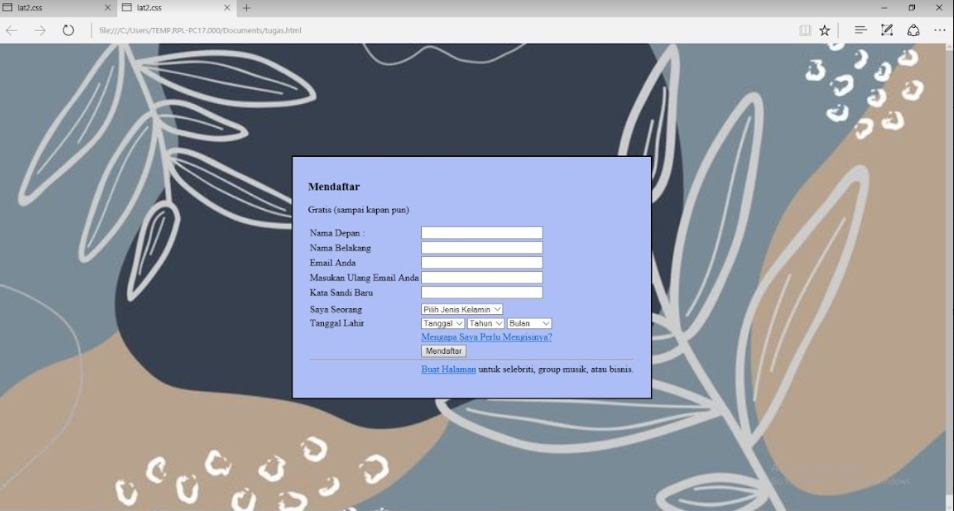 lat2.css
lat2.css
file:///C:/Users/TEMP.RPL-PC17.000/Documents/tugas.html
Mendaftar
Gratis (sampai kapan pun)
Nama Depan :
Nama Belakang
Email Anda
Masukan Ulang Email Anda
Kata Sandi Baru
Saya Seorang Pilih Jenis Kelamin
Tanggal Lahir Tanggal Tahun Bulan
Mengapa Saya Perlu Mengisinya?
Mendaftar
Buat Halaman untuk selebriti, group musik, atau bisnis.